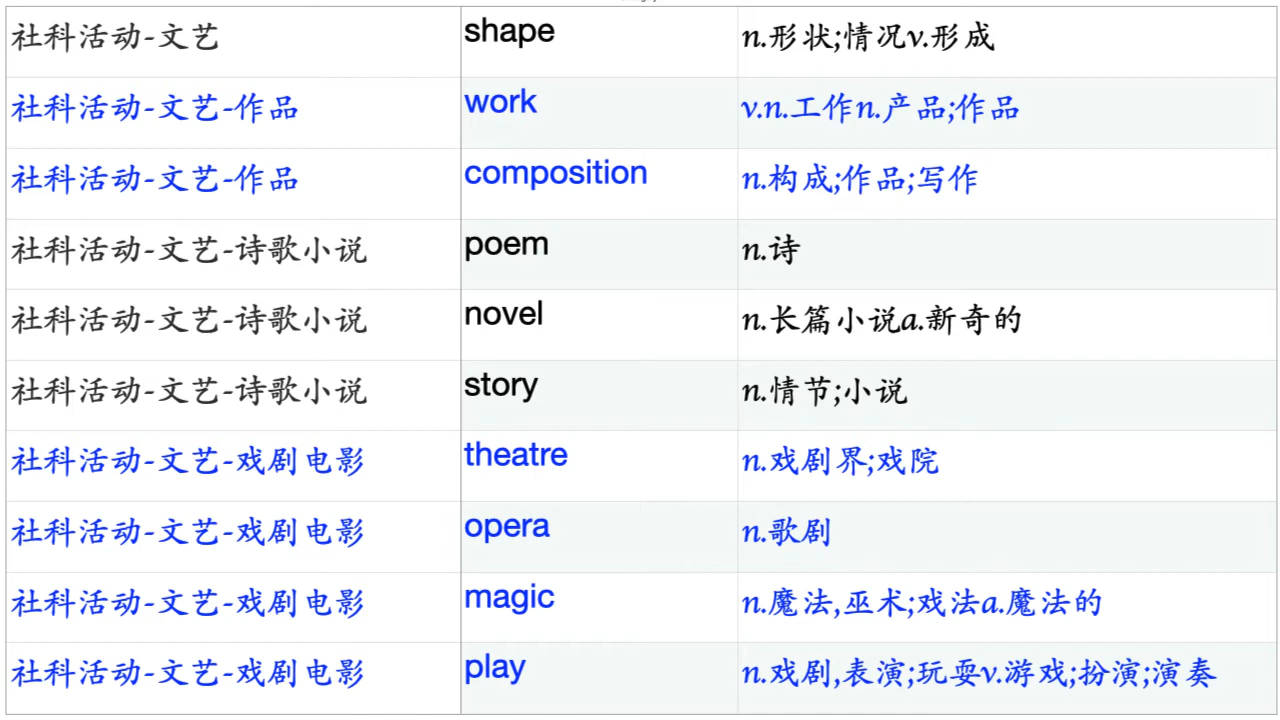 社科活动-文艺 shape n.形状;情况v.形成
社科活动-文艺-作品 work v.n.工作n.产品;作品
社科活动-文艺-作品 composition n.构成;作品;写作
社科活动-文艺-诗歌小说 poem n.诗
社科活动-文艺-诗歌小说 novel n.长篇小说a.新奇的
社科活动-文艺-诗歌小说 story n.情节;小说
社科活动-文艺-戏剧电影 theatre n.戏剧界;戏院
社科活动-文艺-戏剧电影 opera n.歌剧
社科活动-文艺-戏剧电影 magic n.魔法,巫术;戏法a.魔法的
社科活动-文艺-戏剧电影 play n.戏剧,表演;玩耍v.游戏;扮演;演奏